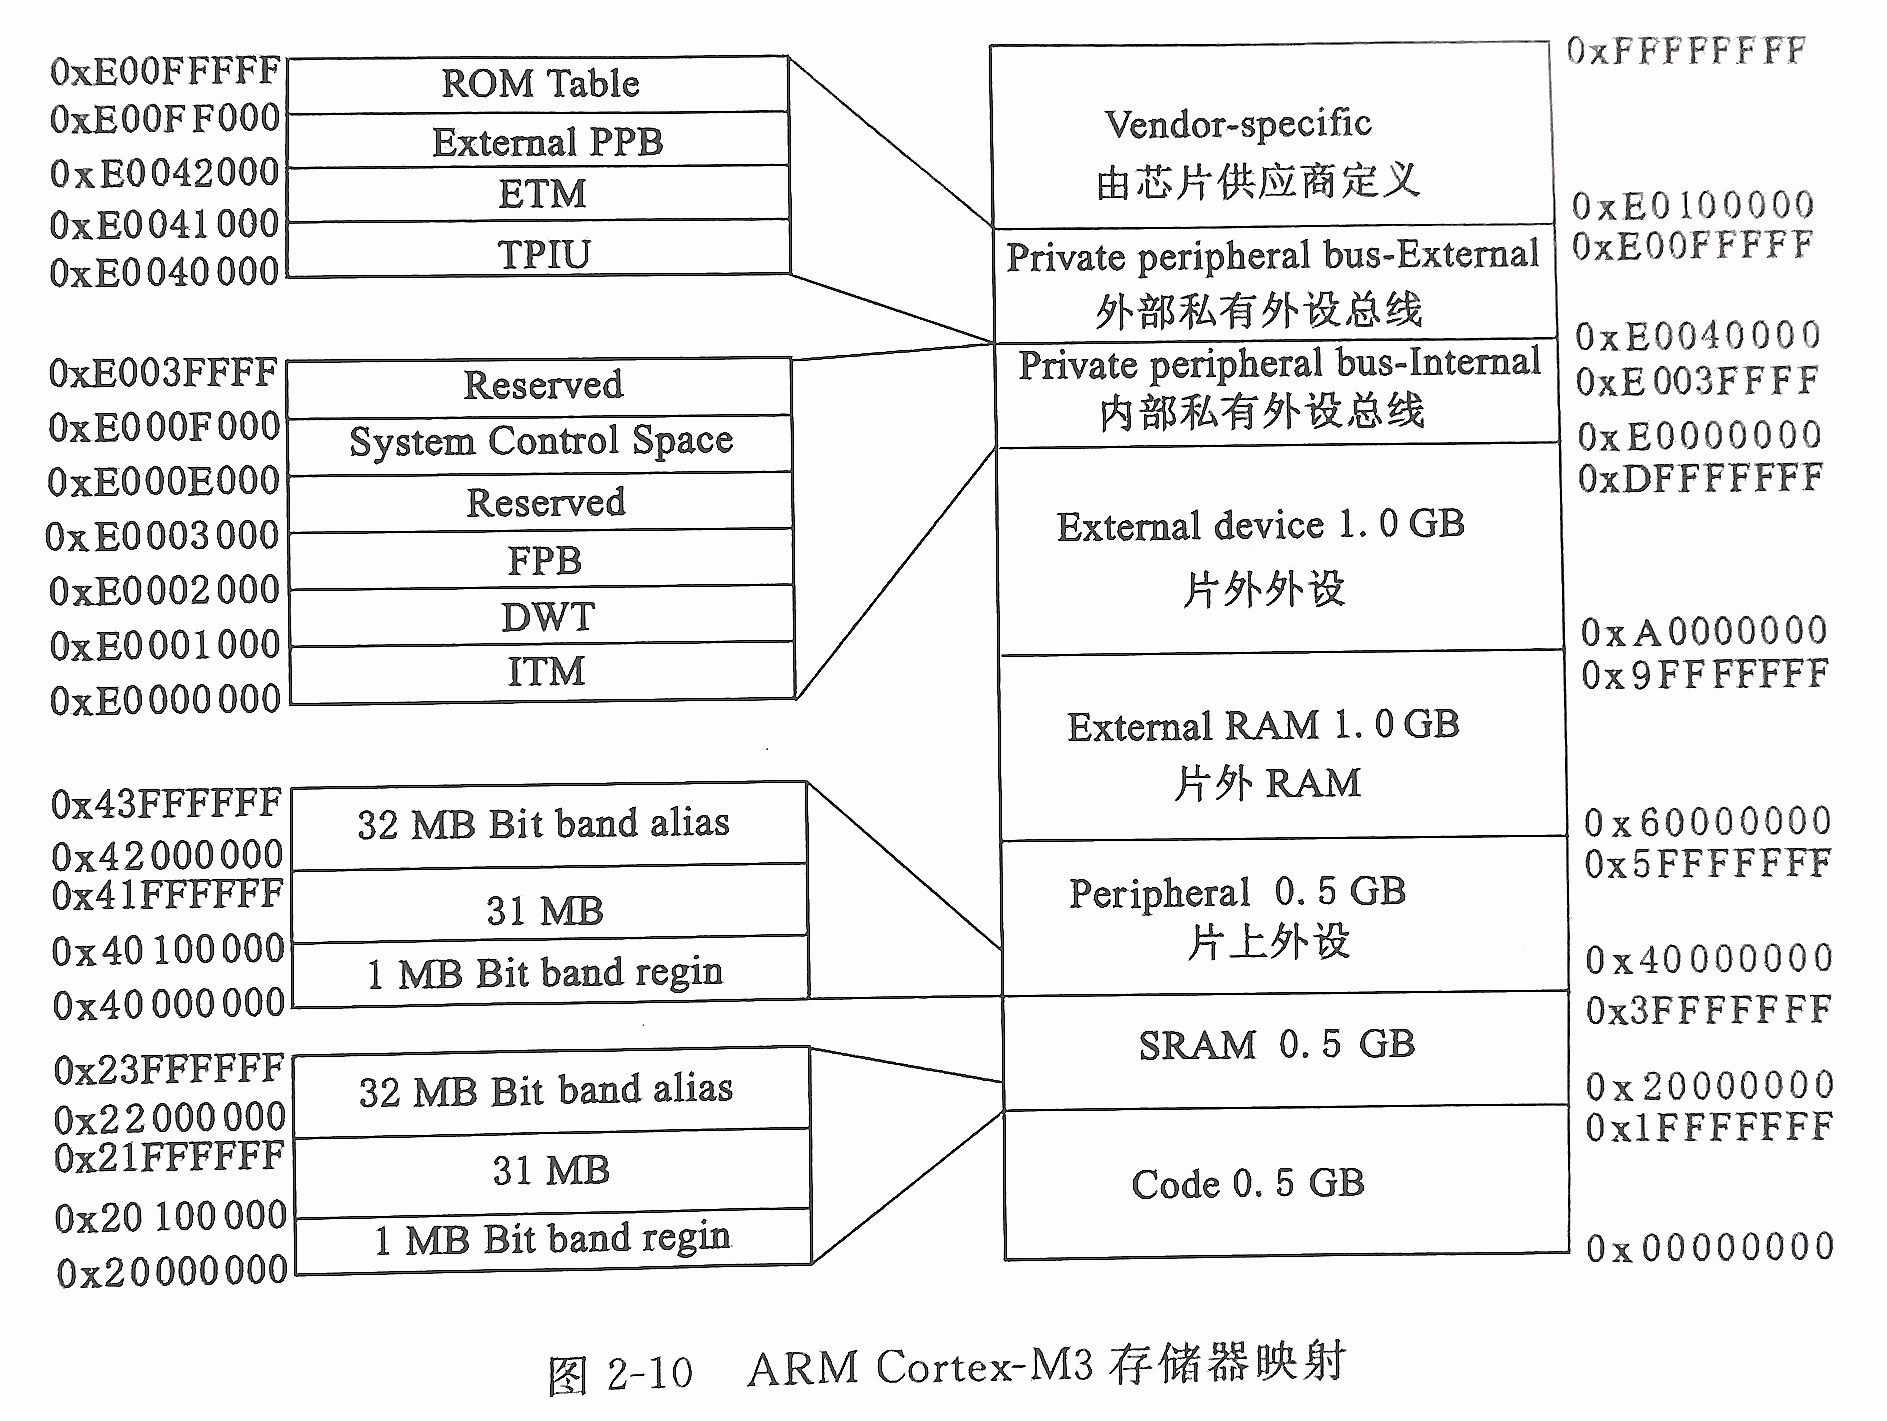 0xE00FFFFF
ROM Table
0xE00FF000
External PPB
0xE0042000
ETM
0xE0041000
TPIU
0xE0040000
0xE003FFFF
Reserved
0xE000F000
System Control Space
0xE000E000
Reserved
0xE0003000
FPB
0xE0002000
DWT
0xE0001000
ITM
0xE0000000
0x43FFFFFF
32 MB Bit band alias
0x42000000
0x41FFFFFF
31 MB
0x40100000
1 MB Bit band regin
0x40000000
0x23FFFFFF
32 MB Bit band alias
0x22000000
0x21FFFFFF
31 MB
0x20100000
1 MB Bit band regin
0x20000000
0xFFFFFFFF
Vendor-specific
由芯片供应商定义
0xE0100000
0xE00FFFFF
Private peripheral bus-External
外部私有外设总线
0xE0040000
Private peripheral bus-Internal
0xE003FFFF
内部私有外设总线
0xE0000000
0xDFFFFFFF
External device 1.0GB
片外外设
0xA0000000
0x9FFFFFFF
External RAM 1.0GB
片外 RAM
0x60000000
0x5FFFFFFF
Peripheral 0.5 GB
片上外设
0x40000000
0x3FFFFFFF
SRAM 0.5 GB
0x20000000
0x1FFFFFFF
Code 0.5 GB
0x00000000
图 2-10 ARM Cortex-M3 存储器映射